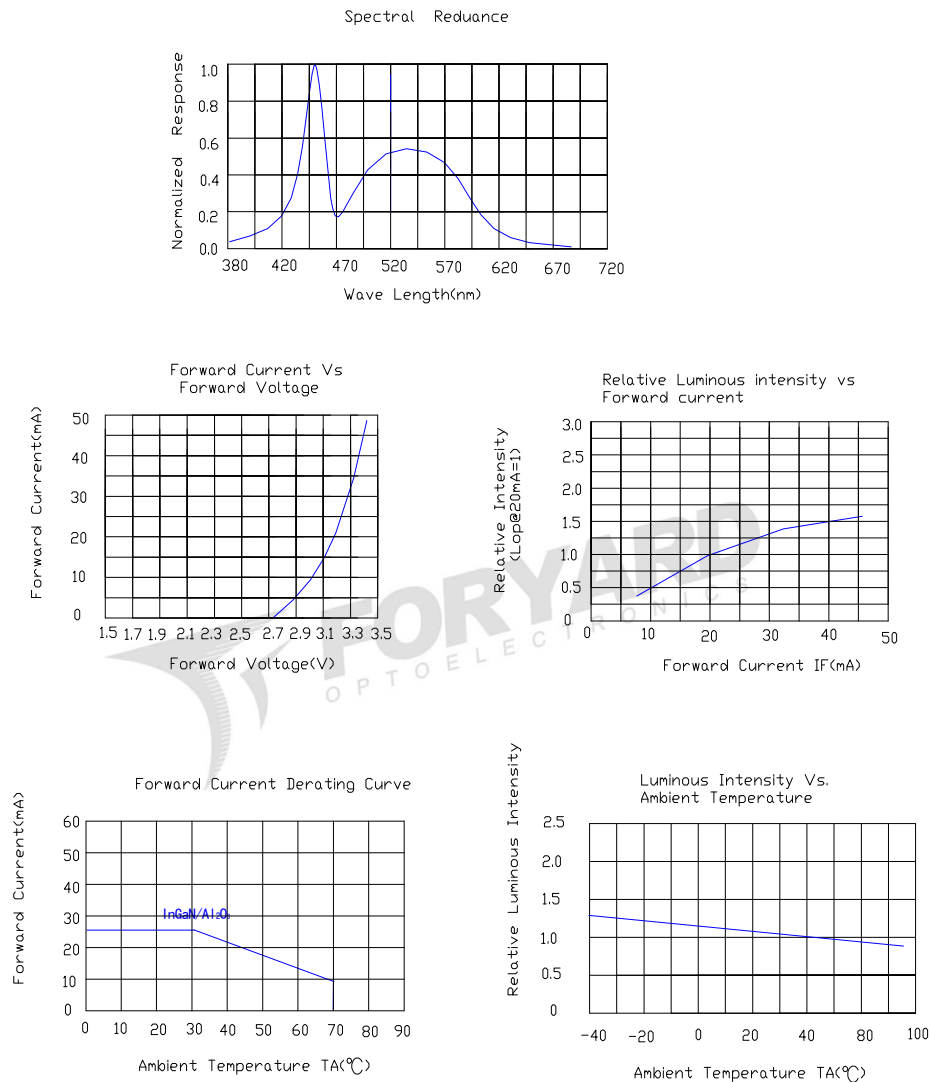 Spectral Reduance
Normalized Response
1.0
0.8
0.6
0.4
0.2
0.0
380 420 470 520 570 620 670 720
Wave Length(nm)
Forward Current Vs
Forward Voltage
Forward Current(mA)
50
40
30
20
10
0
1.5 1.7 1.9 2.1 2.3 2.5 2.7 2.9 3.1 3.3 3.5
Forward Voltage(V)
Relative Luminous intensity vs
Forward current
Relative Intensity
(Lop@20mA=1)
3.0
2.5
2.0
1.5
1.0
0.5
0
0 10 20 30 40 50
Forward Current IF(mA)
FORYARD
OPTOELECTRONICS
Forward Current Derating Curve
Forward Current(mA)
60
50
40
30
20
10
0
InGaN/Al₂O₃
0 10 20 30 40 50 60 70 80 90
Ambient Temperature TA(℃)
Luminous Intensity Vs.
Ambient Temperature
Relative Luminous Intensity
2.5
2.0
1.5
1.0
0.5
0
-40 -20 0 20 40 60 80 100
Ambient Temperature TA(℃)